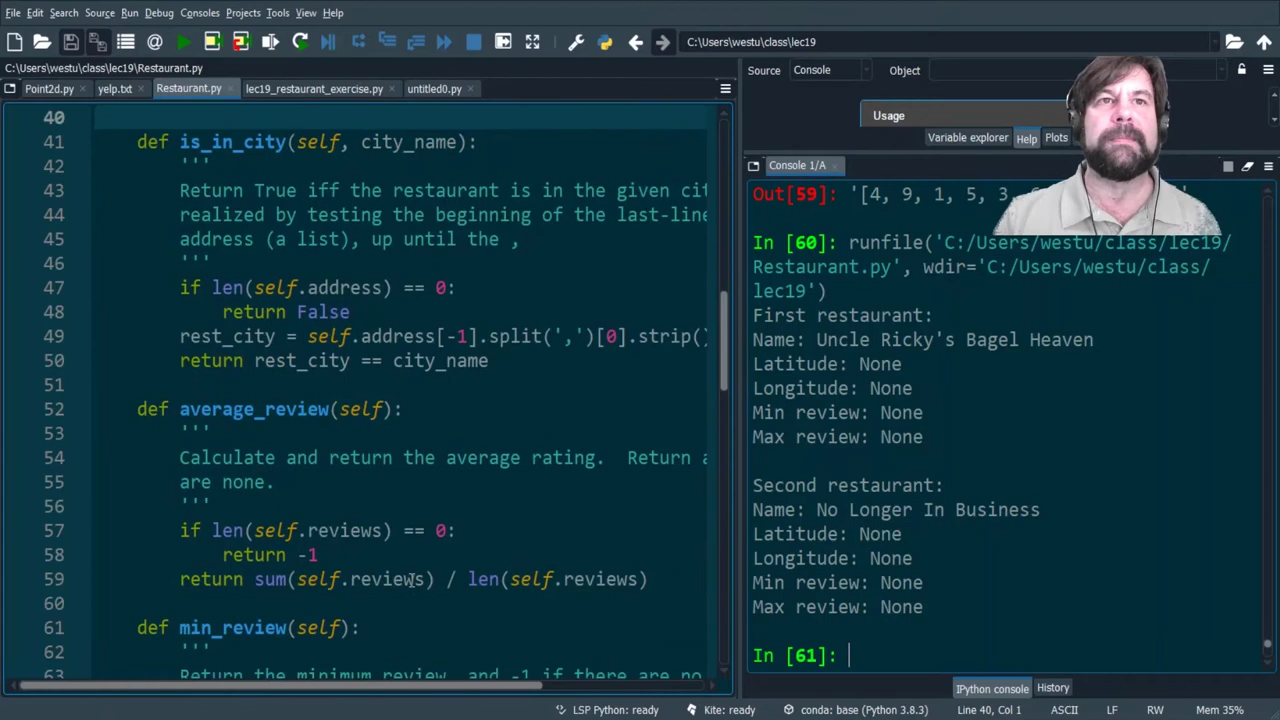 File Edit Search Source Run Debug Consoles Projects Tools View Help
C:\Users\westu\class\lec19
C:\Users\westu\class\lec19\Restaurant.py
Source Console Object
Point2d.py yelp.txt Restaurant.py lec19_restaurant_exercise.py untitled0.py
Usage
Variable explorer Help Plots
Console 1/A
40
41 def is_in_city(self, city_name):
42 '''
43 Return True iff the restaurant is in the given cit
44 realized by testing the beginning of the last-line
45 address (a list), up until the ,
46 '''
47 if len(self.address) == 0:
48 return False
49 rest_city = self.address[-1].split(',')[0].strip()
50 return rest_city == city_name
51
52 def average_review(self):
53 '''
54 Calculate and return the average rating. Return a
55 are none.
56 '''
57 if len(self.reviews) == 0:
58 return -1
59 return sum(self.reviews) / len(self.reviews)
60
61 def min_review(self):
62 '''
63 Return the minimum review, and -1 if there are no
Out[59]: '[4, 9, 1, 5, 3,
In [60]: runfile('C:/Users/westu/class/lec19/
Restaurant.py', wdir='C:/Users/westu/class/
lec19')
First restaurant:
Name: Uncle Ricky's Bagel Heaven
Latitude: None
Longitude: None
Min review: None
Max review: None
Second restaurant:
Name: No Longer In Business
Latitude: None
Longitude: None
Min review: None
Max review: None
In [61]:
IPython console History
LSP Python: ready Kite: ready conda: base (Python 3.8.3) Line 40, Col 1 ASCII LF RW Mem 35%